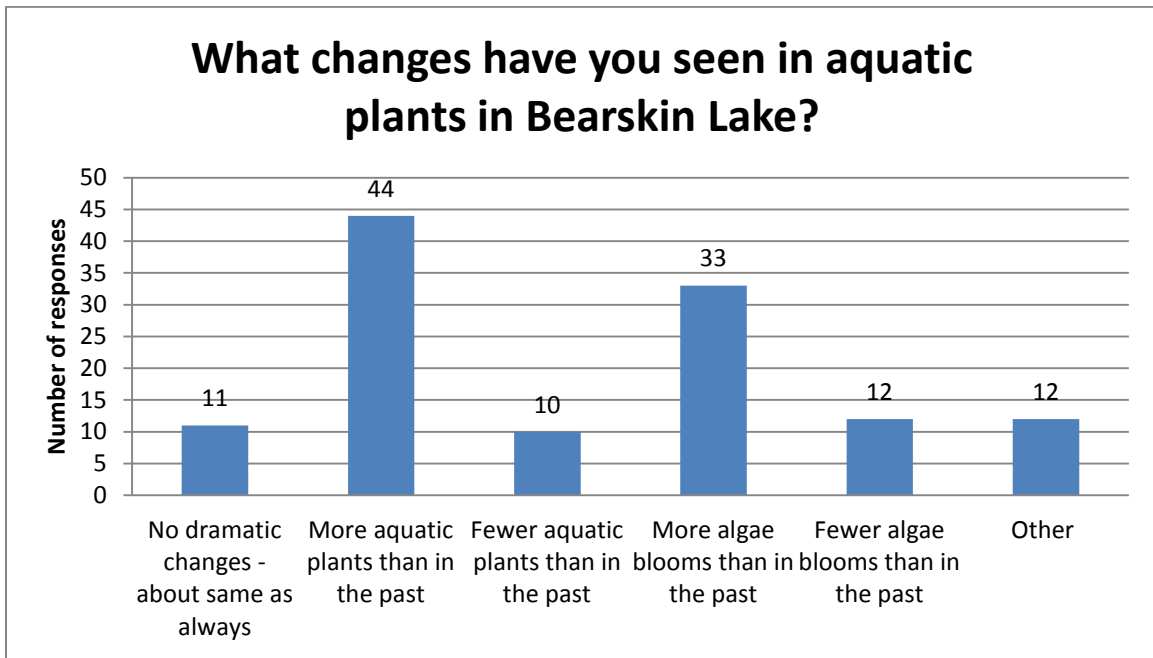 What changes have you seen in aquatic
plants in Bearskin Lake?
Number of responses
50
45
40
35
30
25
20
15
10
5
0
11
44
10
33
12
12
No dramatic
changes -
about same as
always
More aquatic
plants than in
the past
Fewer aquatic
plants than in
the past
More algae
blooms than in
the past
Fewer algae
blooms than in
the past
Other